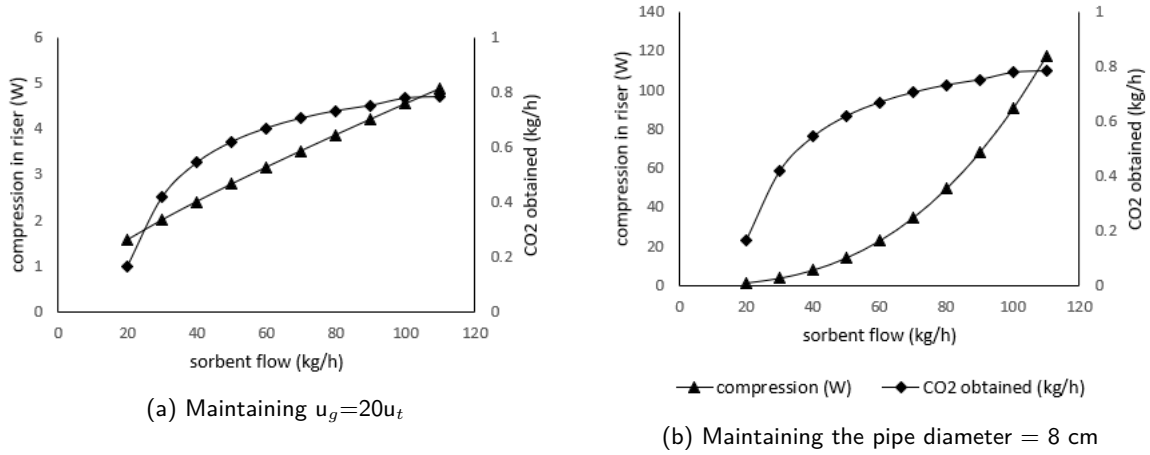 6
5
4
3
2
1
0
1
0.8
0.6
0.4
0.2
0
0 20 40 60 80 100 120
compression in riser (W)
CO2 obtained (kg/h)
sorbent flow (kg/h)
(a) Maintaining u_g=20u_t
140
120
100
80
60
40
20
0
1
0.8
0.6
0.4
0.2
0
0 20 40 60 80 100 120
compression in riser (W)
CO2 obtained (kg/h)
sorbent flow (kg/h)
compression (W) CO2 obtained (kg/h)
(b) Maintaining the pipe diameter = 8 cm